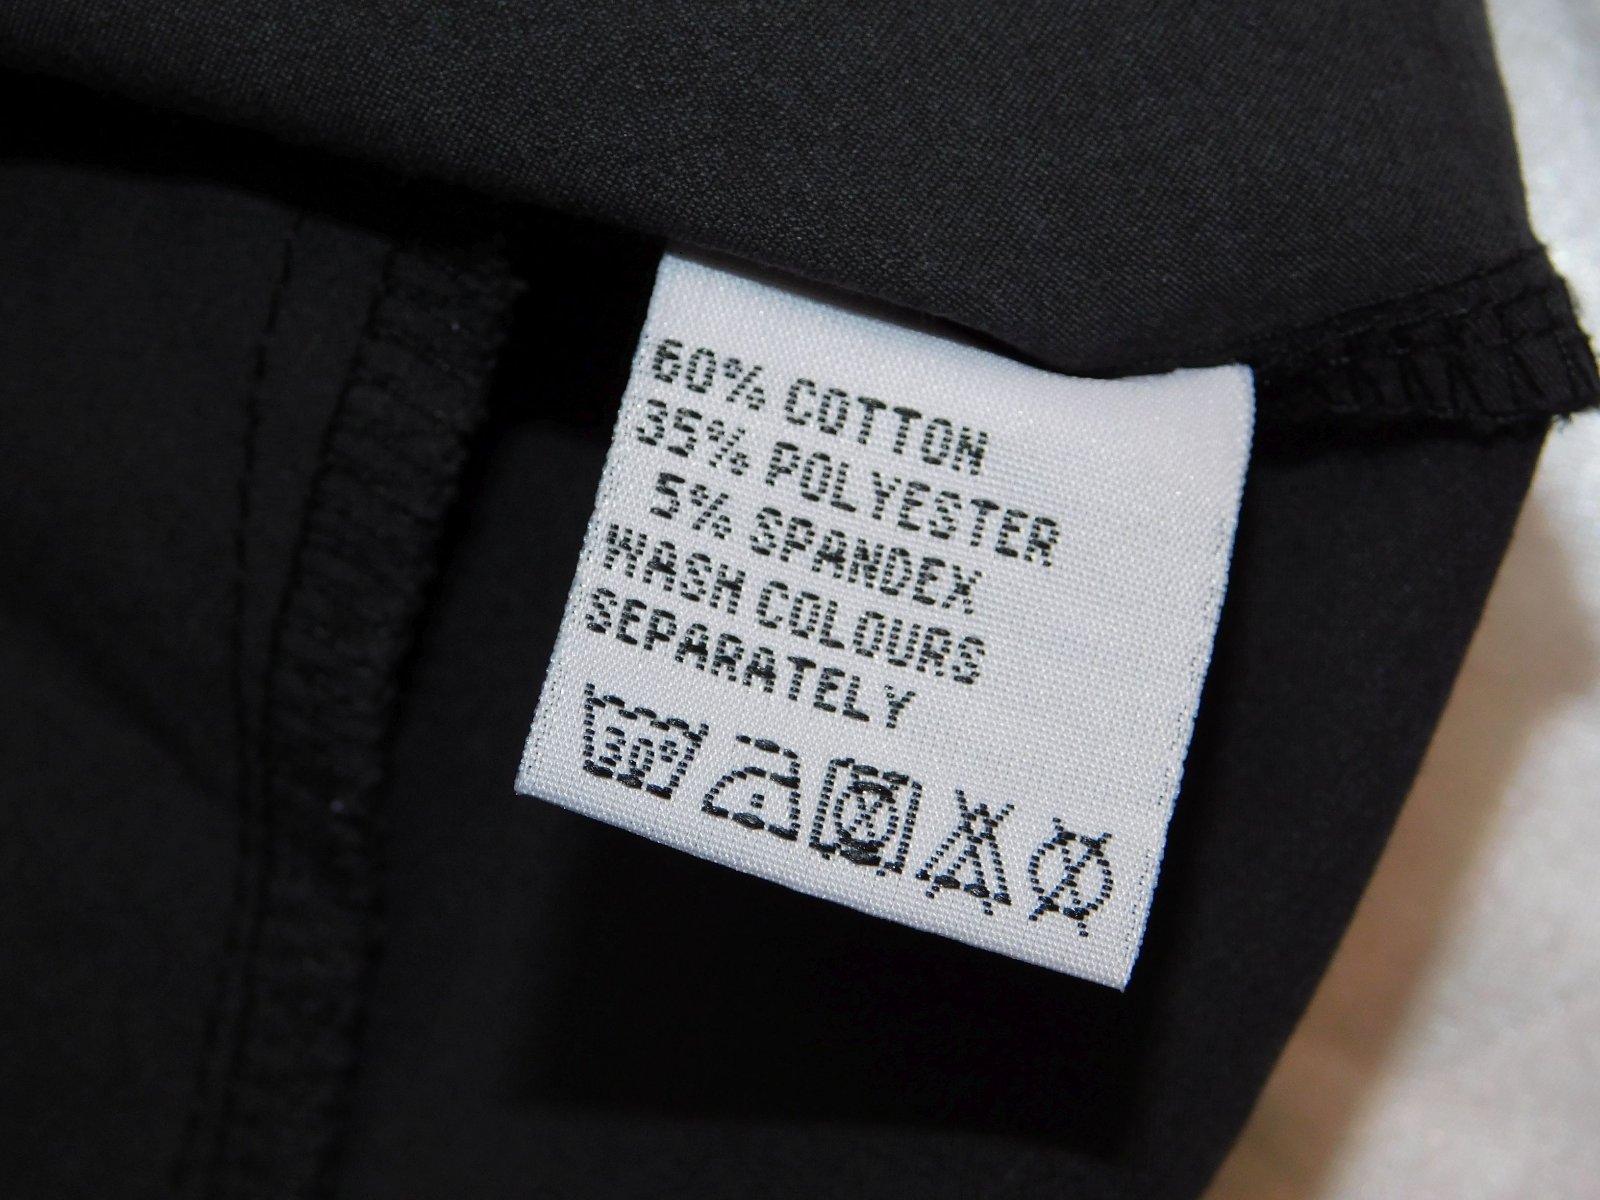 60% COTTON
35% POLYESTER
5% SPANDEX
WASH COLOURS
SEPARATELY
30°